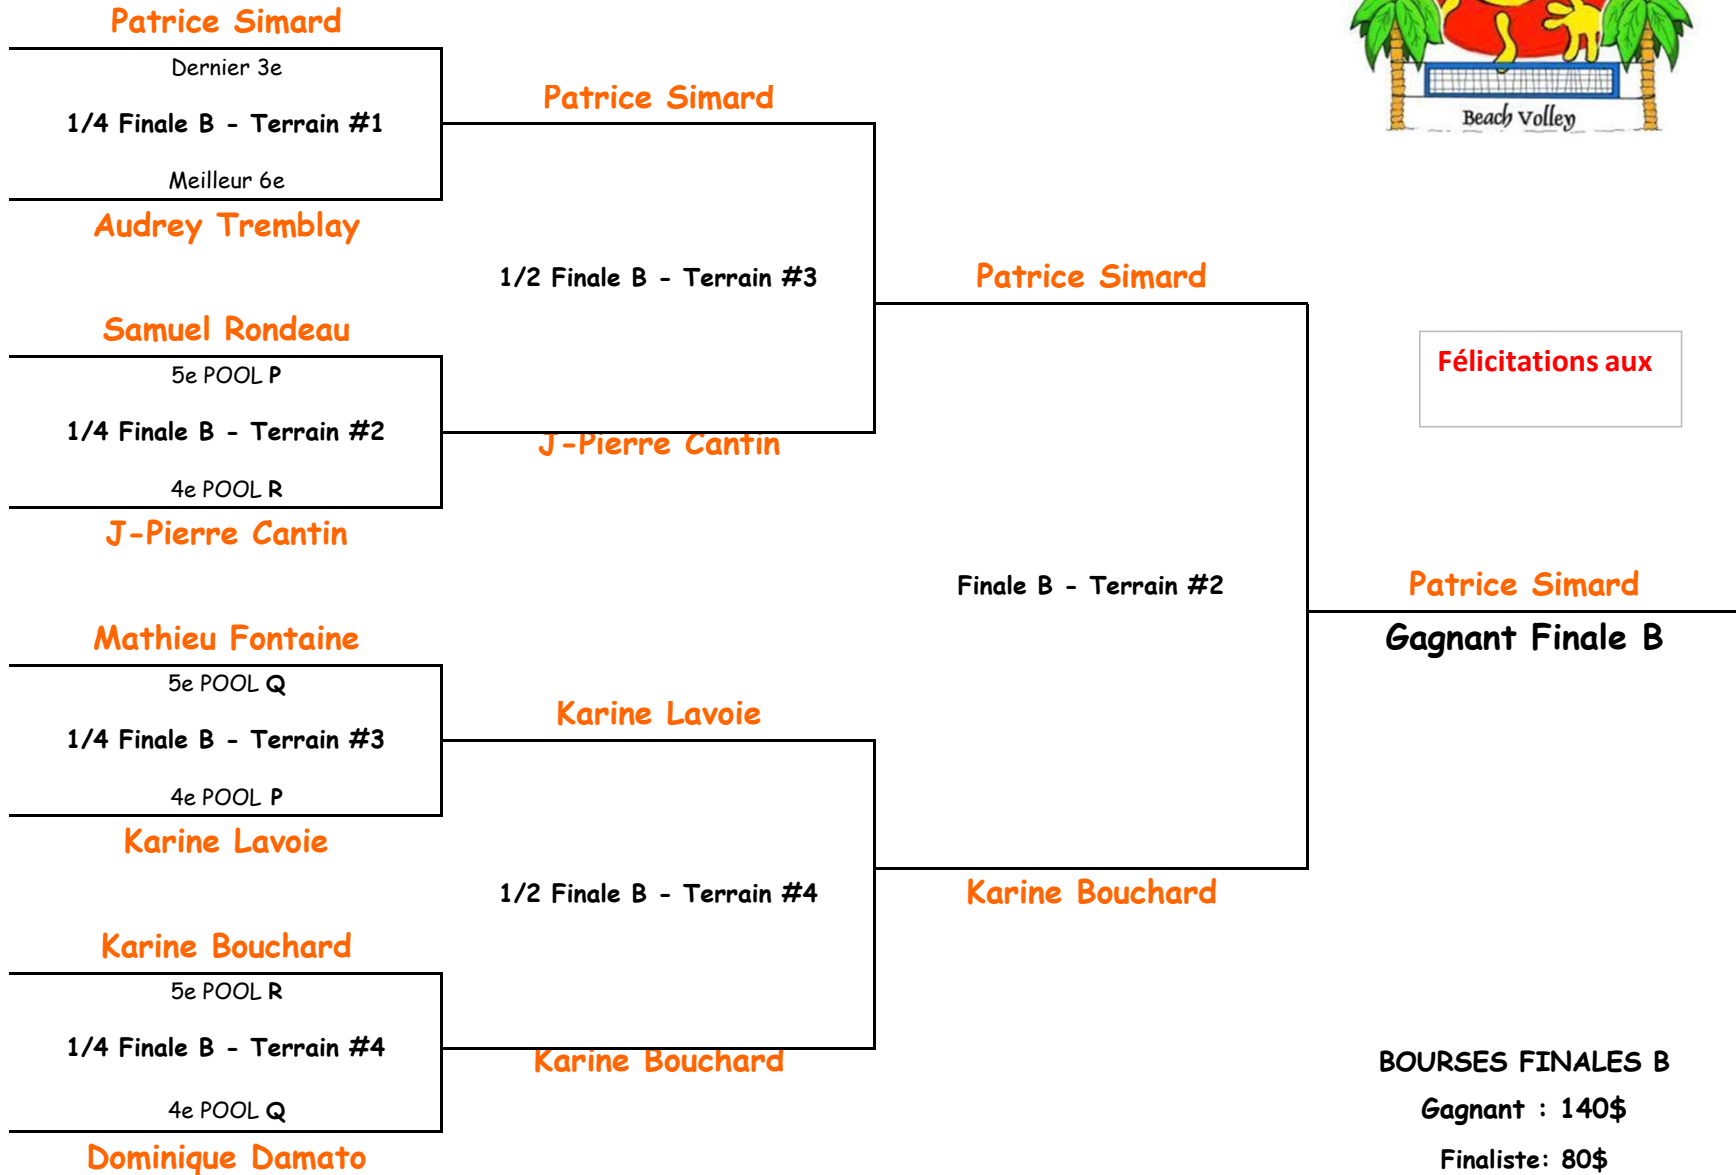 Patrice Simard
Dernier 3e
1/4 Finale B - Terrain #1
Meilleur 6e
Audrey Tremblay
Samuel Rondeau
5e POOL P
1/4 Finale B - Terrain #2
4e POOL R
J-Pierre Cantin
Mathieu Fontaine
5e POOL Q
1/4 Finale B - Terrain #3
4e POOL P
Karine Lavoie
Karine Bouchard
5e POOL R
1/4 Finale B - Terrain #4
4e POOL Q
Dominique Damato
Patrice Simard
1/2 Finale B - Terrain #3
J-Pierre Cantin
Karine Lavoie
1/2 Finale B - Terrain #4
Karine Bouchard
Patrice Simard
Finale B - Terrain #2
Karine Bouchard
Beach Volley
Félicitations aux
Patrice Simard
Gagnant Finale B
BOURSES FINALES B
Gagnant : 140$
Finaliste: 80$